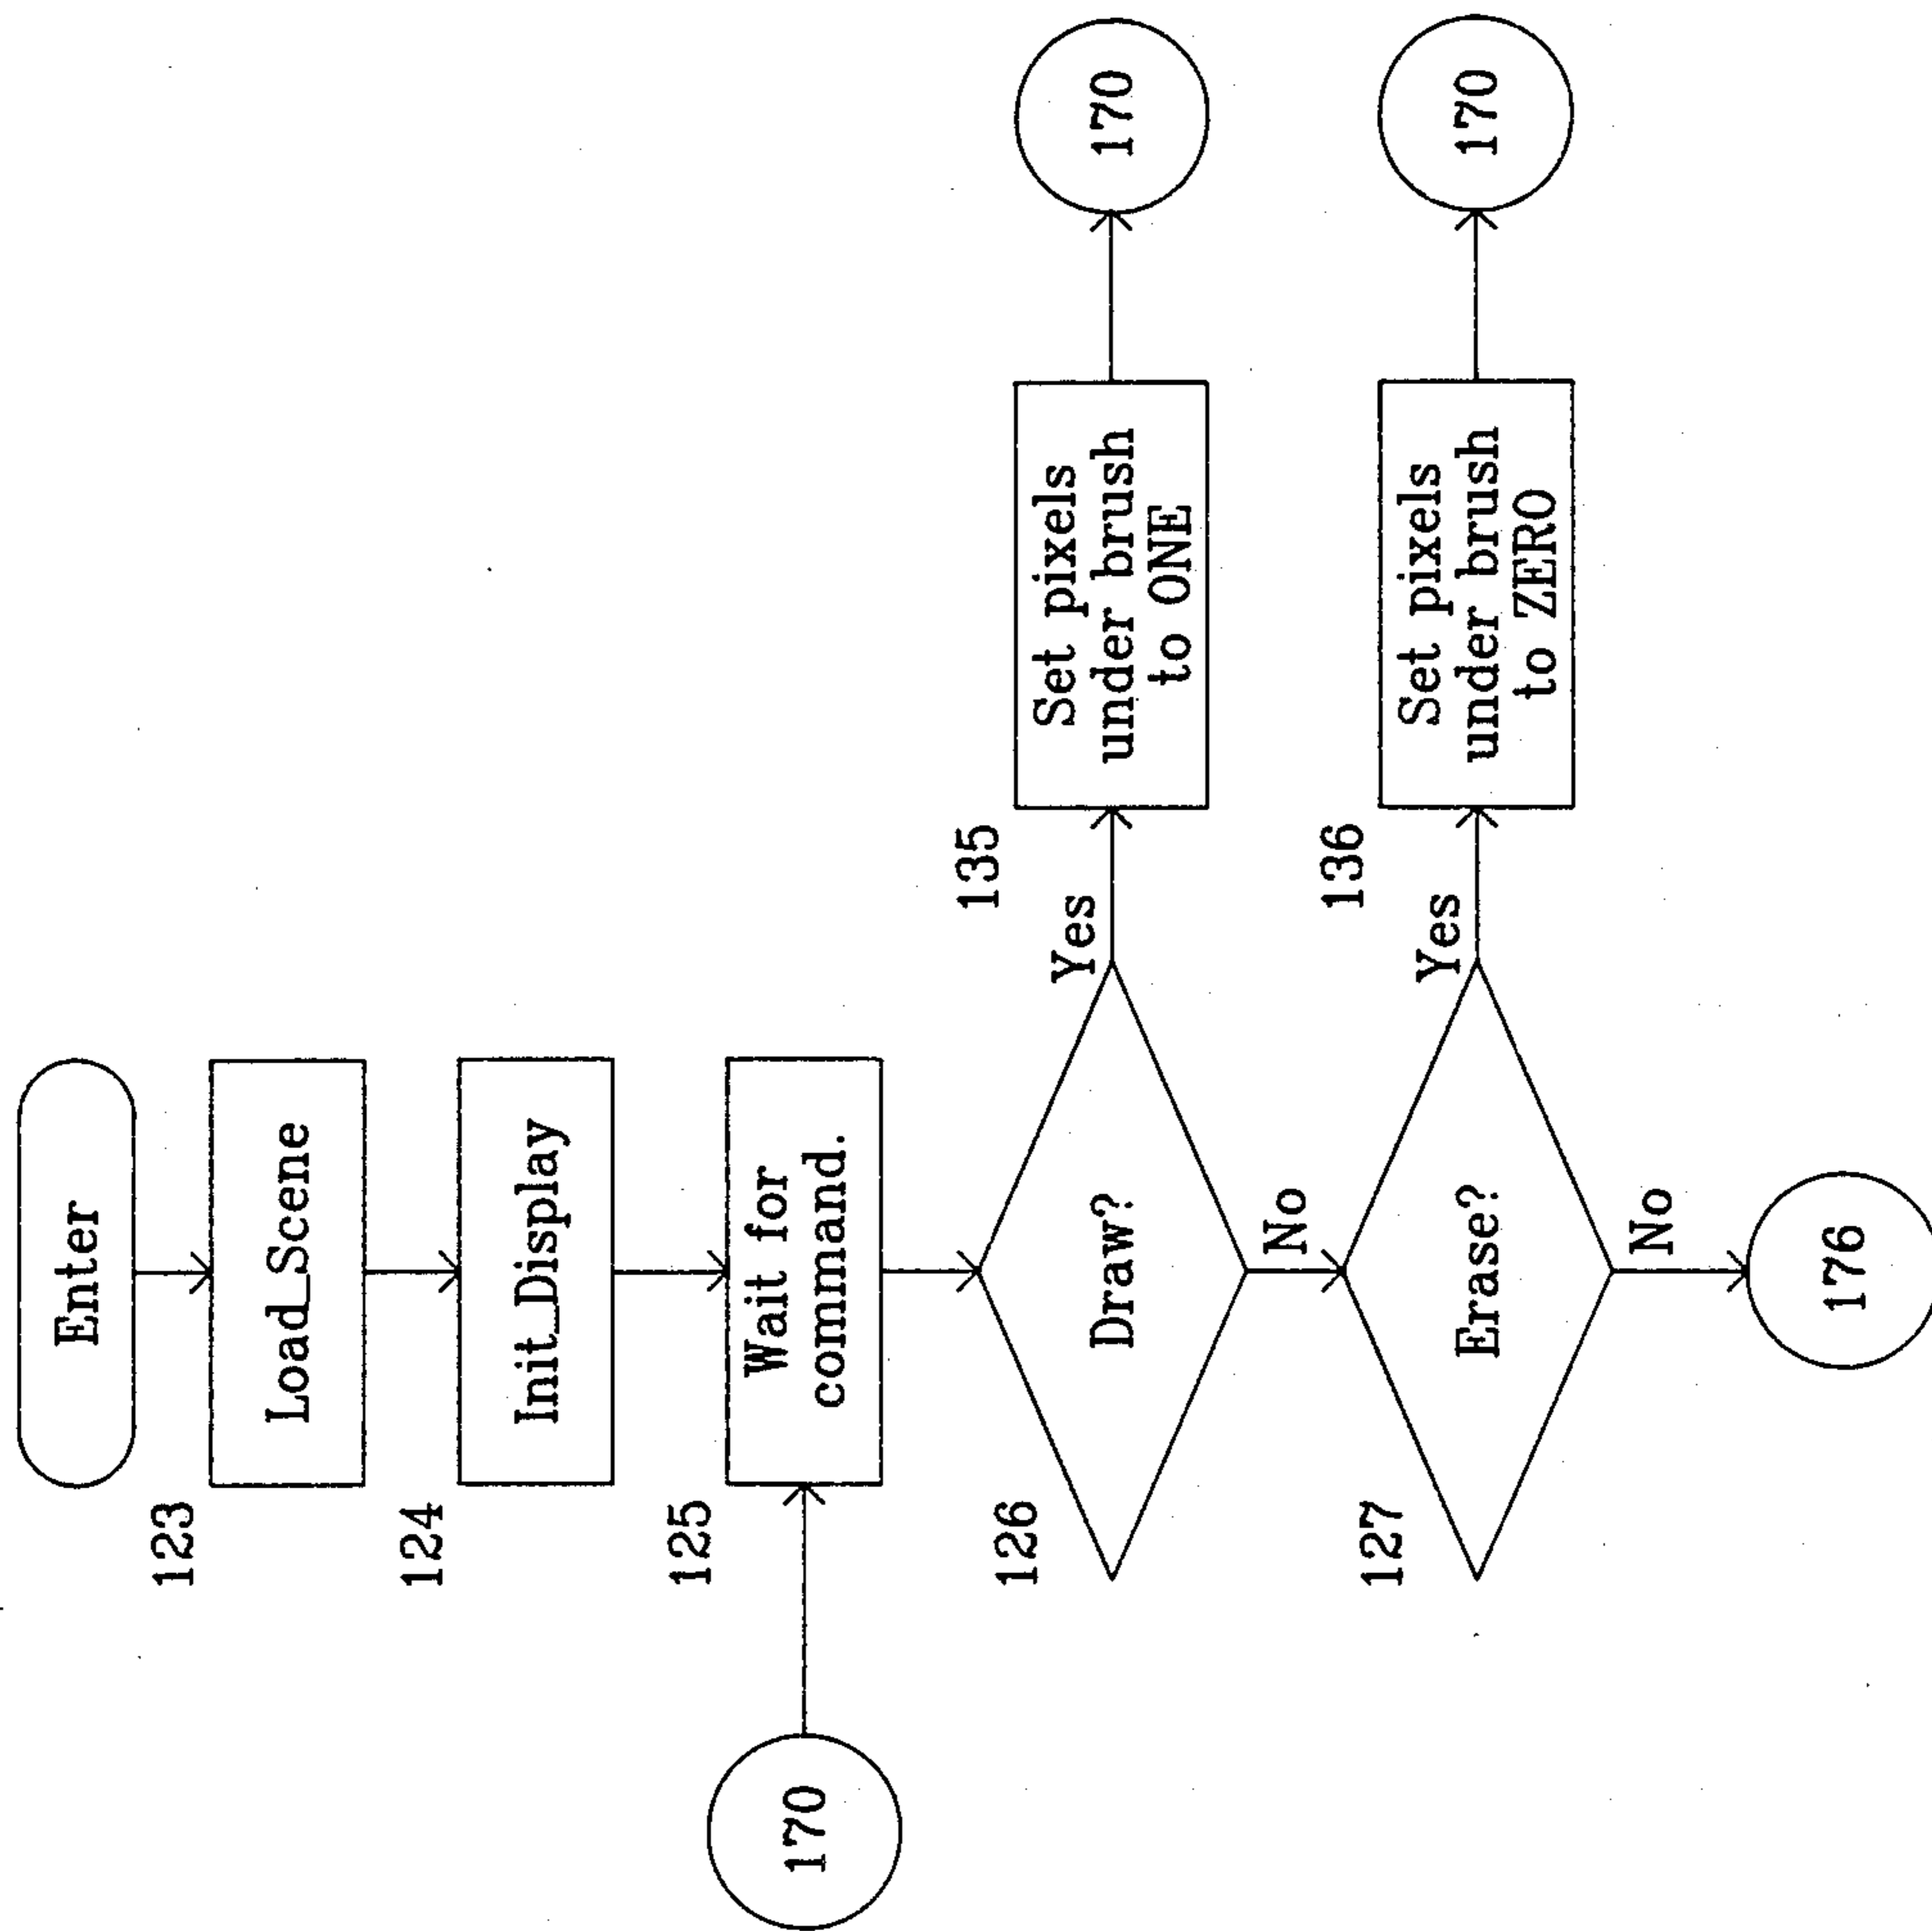 Enter
123
Load_Scene
124
Init_Display
170
125
Wait for
command.
126
Draw?
Yes
135
Set pixels
under brush
to ONE
170
No
127
Erase?
Yes
136
Set pixels
under brush
to ZERO
170
No
176